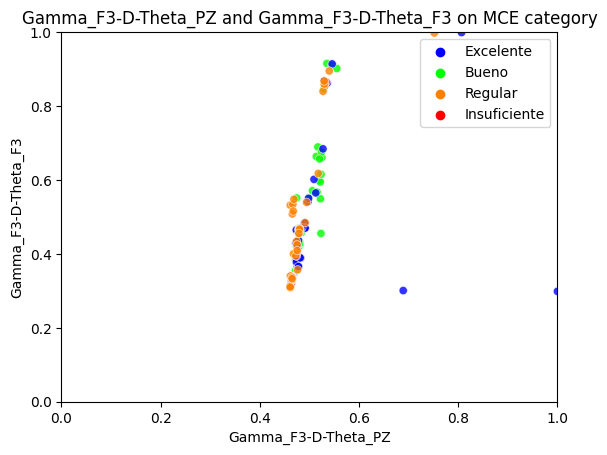 Gamma_F3-D-Theta_PZ and Gamma_F3-D-Theta_F3 on MCE category
1.0
0.8
0.6
0.4
0.2
0.0
Gamma_F3-D-Theta_F3
Excelente
Bueno
Regular
Insuficiente
0.0 0.2 0.4 0.6 0.8 1.0
Gamma_F3-D-Theta_PZ